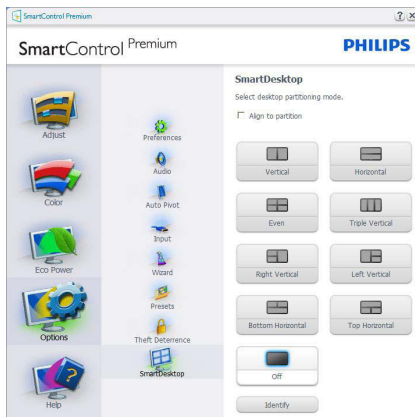 SmartControl Premium
SmartControl Premium
PHILIPS
Adjust
Color
Eco Power
Options
Help
Preferences
Audio
Auto Pivot
Input
Wizard
Presets
Theft Deterrence
SmartDesktop
SmartDesktop
Select desktop partitioning mode.
Align to partition
Vertical
Horizontal
Even
Triple Vertical
Right Vertical
Left Vertical
Bottom Horizontal
Top Horizontal
Off
Identify